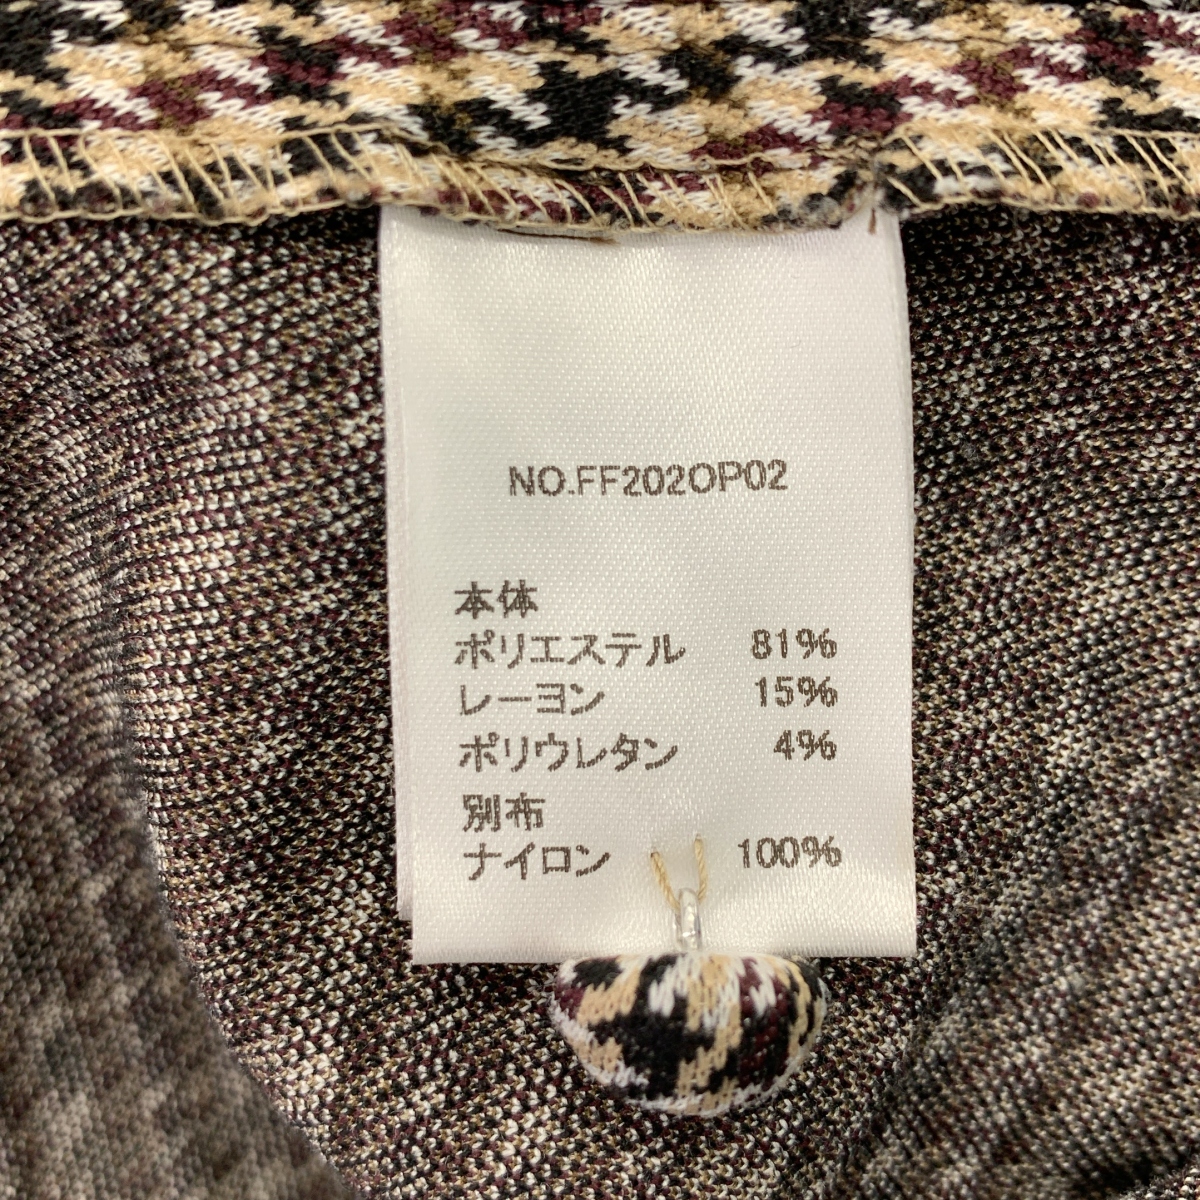 NO.FF202OP02
本体
ポリエステル 81%
レーヨン 15%
ポリウレタン 4%
別布
ナイロン 100%